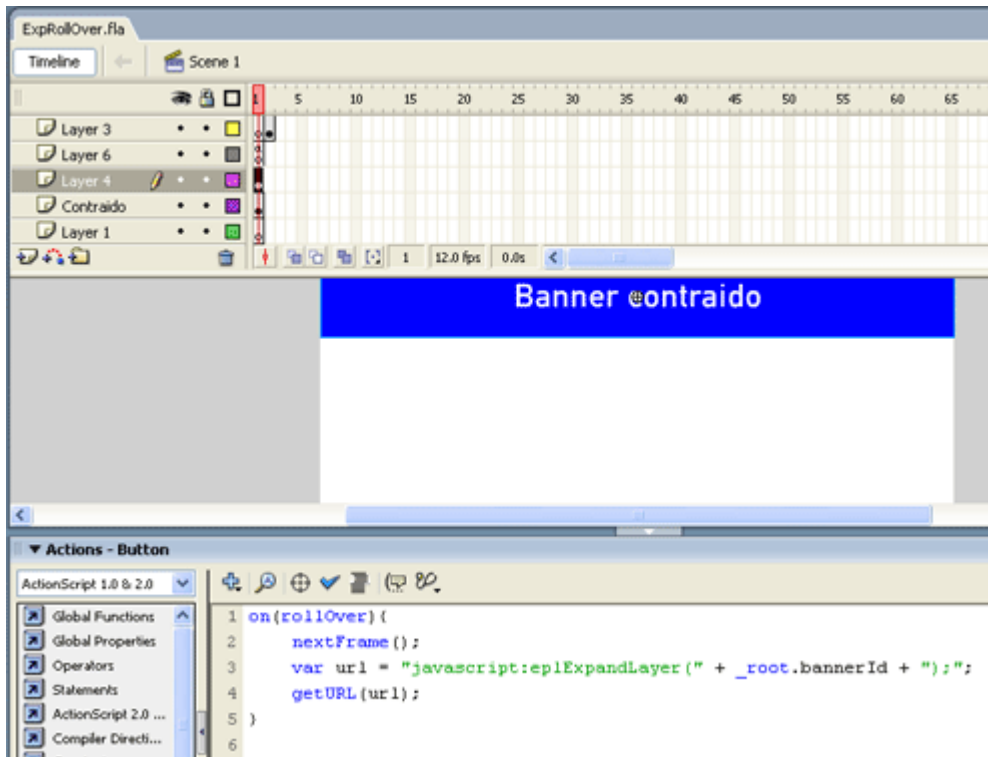 ExpRollOver.fla
Timeline
Scene 1
1 5 10 15 20 25 30 35 40 45 50 55 60 65
Layer 3
Layer 6
Layer 4
Contraido
Layer 1
1 12.0 fps 0.0s
Banner contraido
Actions - Button
ActionScript 1.0 & 2.0
Global Functions
Global Properties
Operators
Statements
ActionScript 2.0 ...
Compiler Directi...
1 on(rollOver){
2 nextFrame();
3 var url = "javascript:eplExpandLayer(" + _root.bannerId + ");";
4 getURL(url);
5 }
6